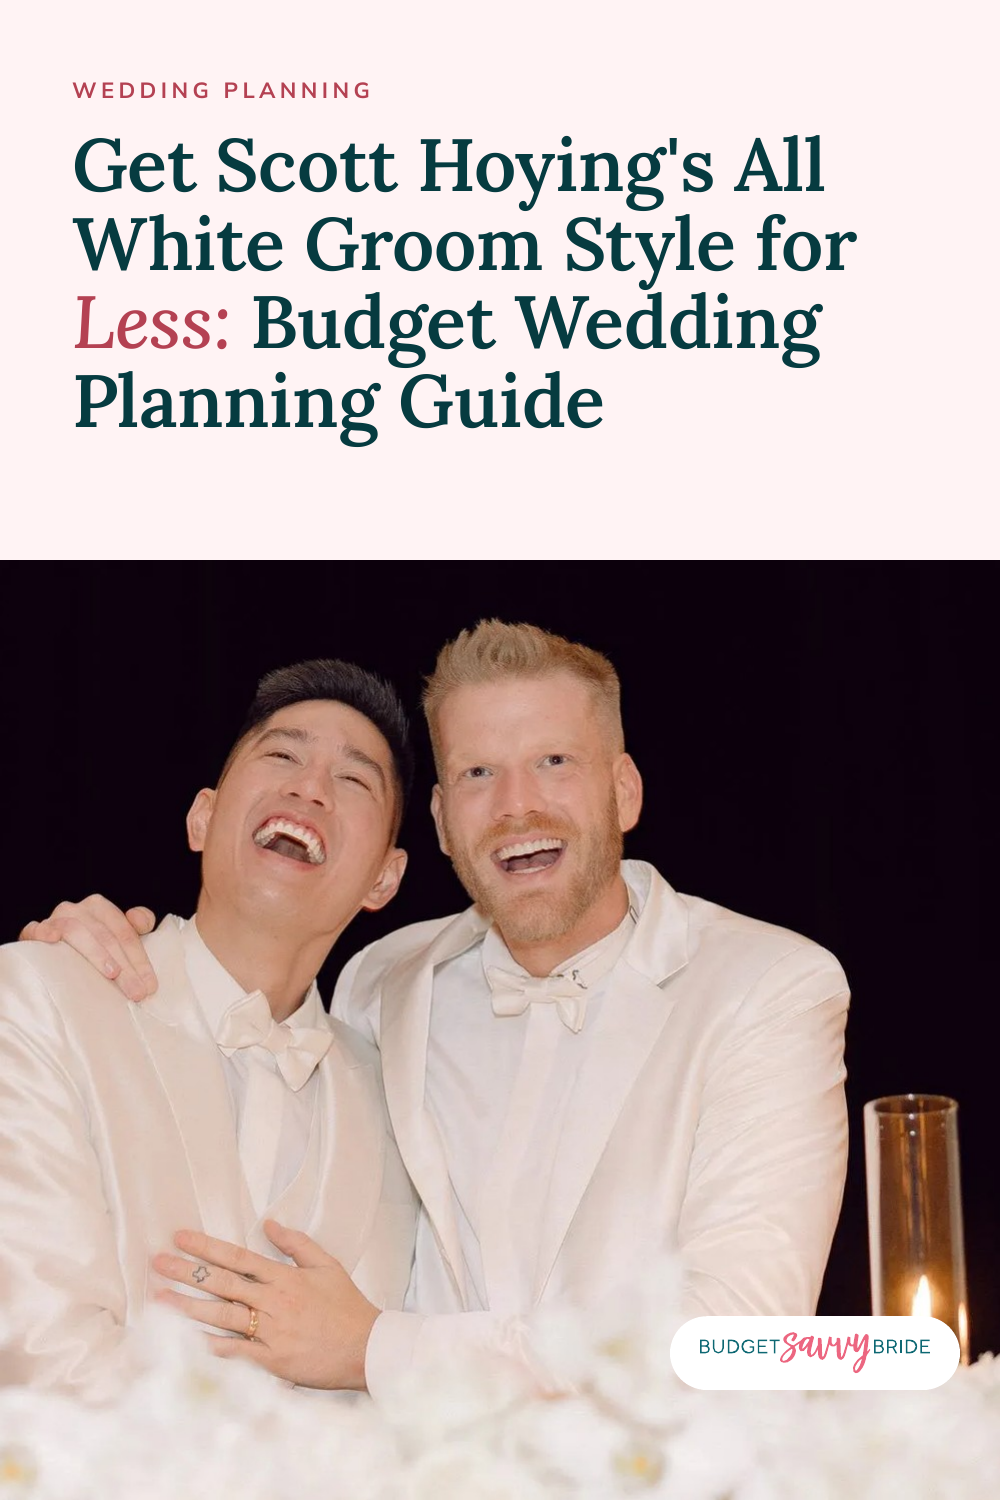 WEDDING PLANNING
Get Scott Hoying's All
White Groom Style for
Less: Budget Wedding
Planning Guide
BUDGET savvy BRIDE